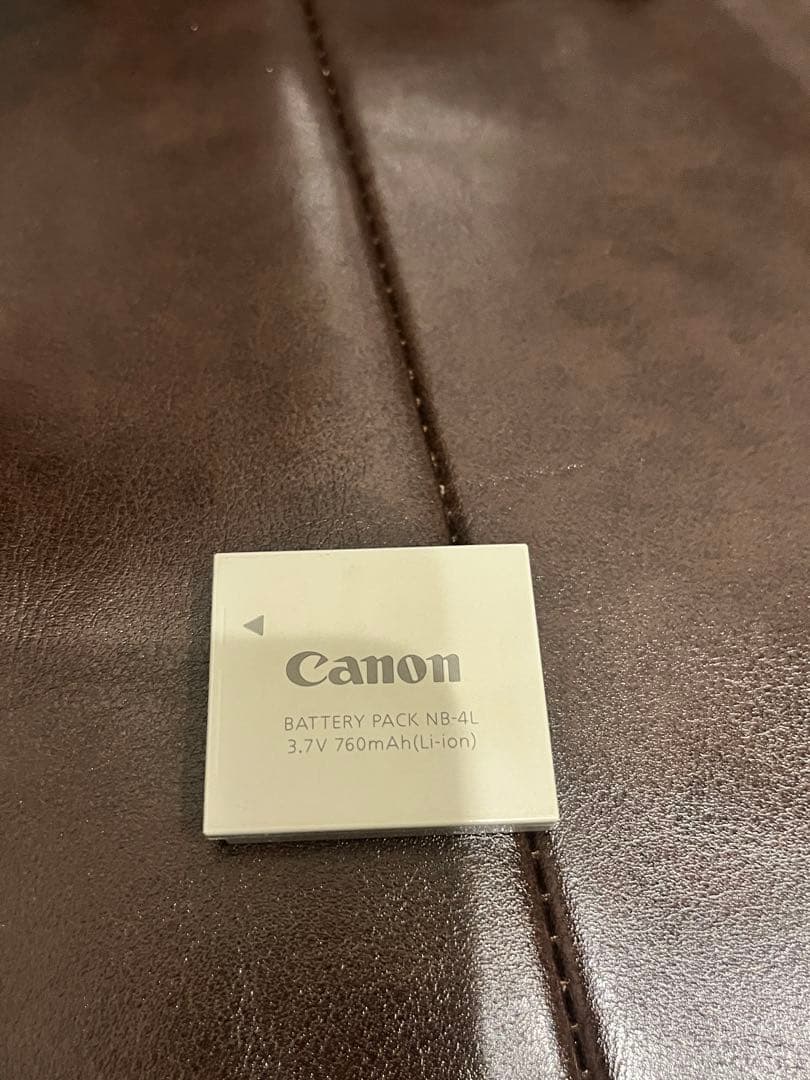 Canon
BATTERY PACK NB-4L
3.7V 760mAh(Li-ion)